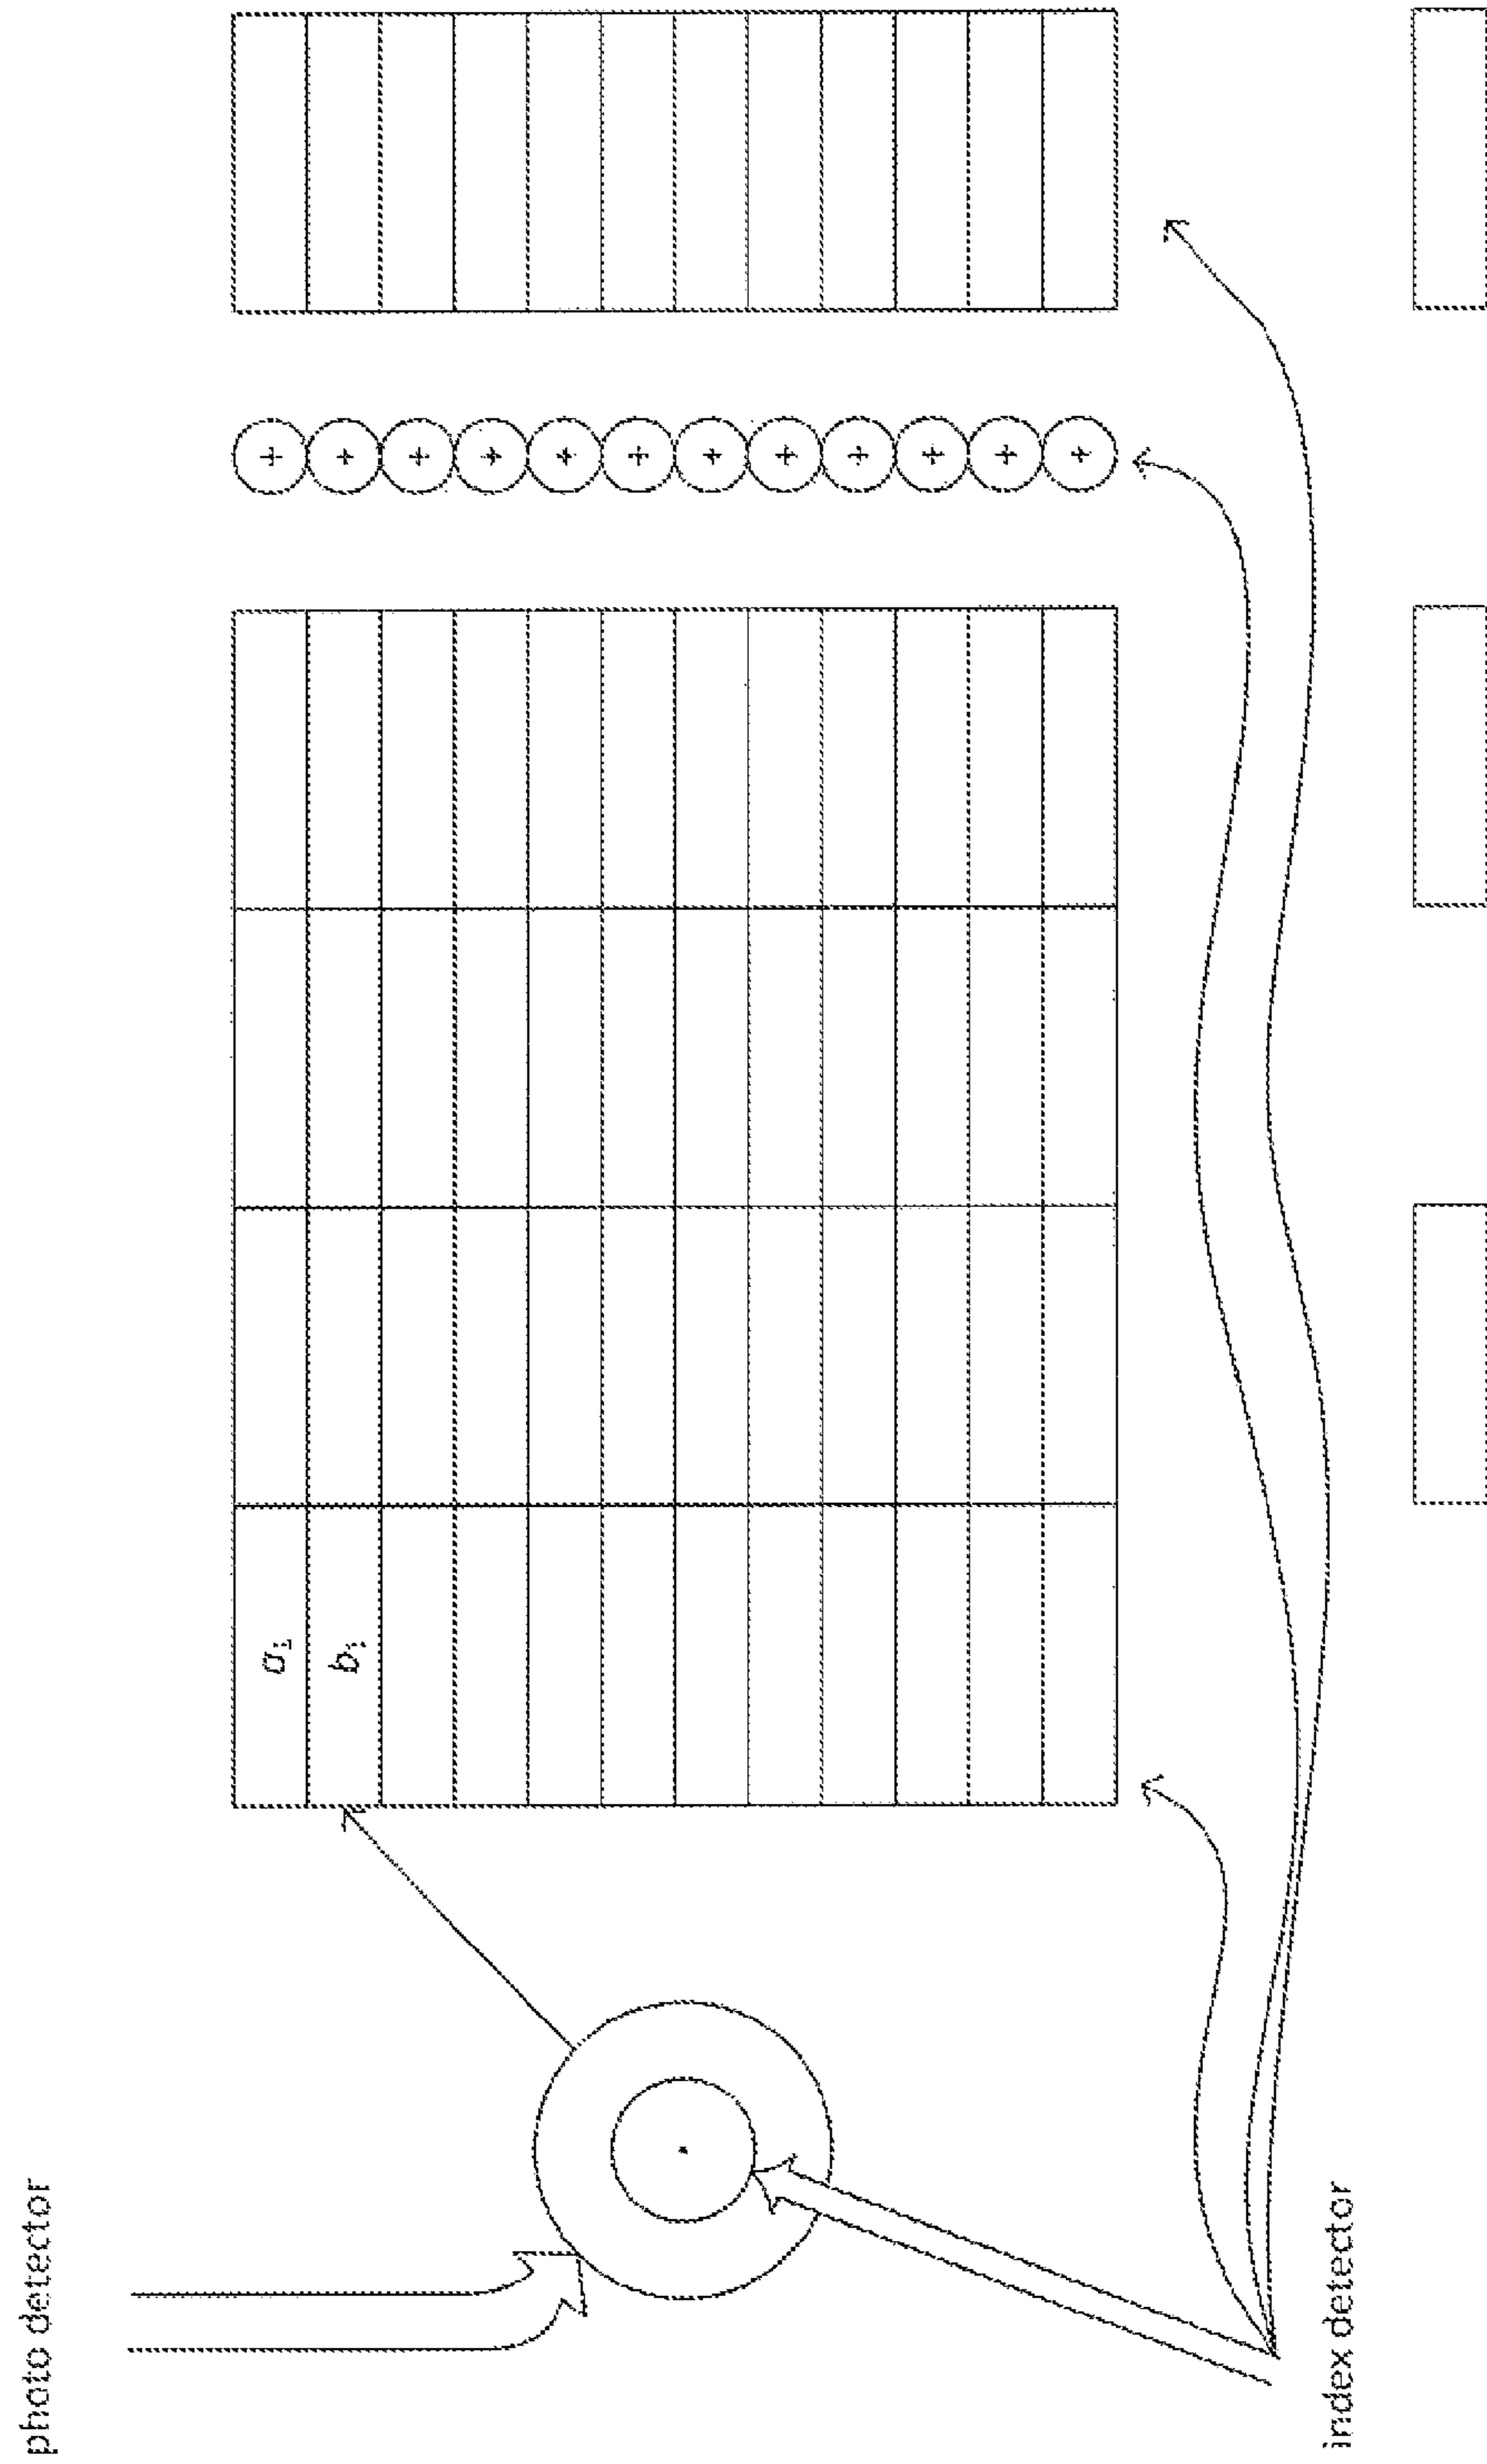 photo detector
a₁
b₁
+ + + + + + + + + + + +
index detector